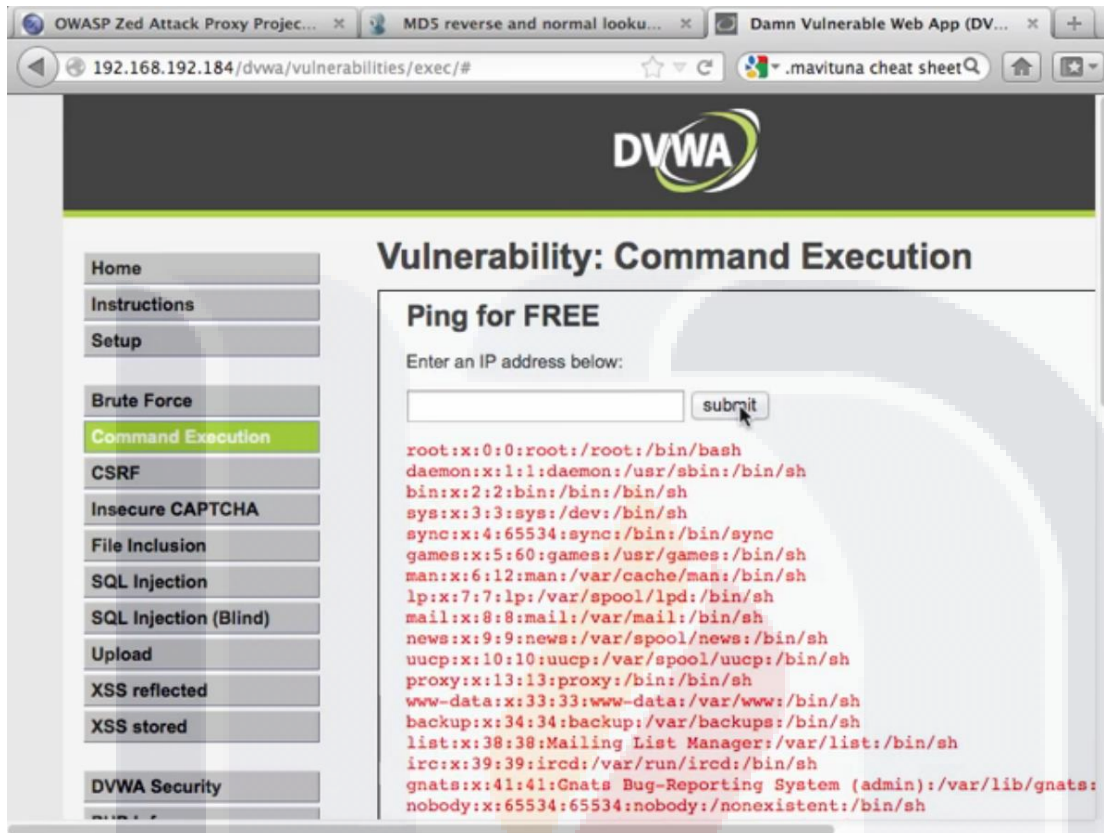 OWASP Zed Attack Proxy Projec...
MD5 reverse and normal looku...
Damn Vulnerable Web App (DV...
192.168.192.184/dvwa/vulnerabilities/exec/#
.mavituna cheat sheet
DVWA
Home
Instructions
Setup
Brute Force
Command Execution
CSRF
Insecure CAPTCHA
File Inclusion
SQL Injection
SQL Injection (Blind)
Upload
XSS reflected
XSS stored
DVWA Security
Vulnerability: Command Execution
Ping for FREE
Enter an IP address below:
submit
root:x:0:0:root:/root:/bin/bash
daemon:x:1:1:daemon:/usr/sbin:/bin/sh
bin:x:2:2:bin:/bin:/bin/sh
sys:x:3:3:sys:/dev:/bin/sh
sync:x:4:65534:sync:/bin:/bin/sync
games:x:5:60:games:/usr/games:/bin/sh
man:x:6:12:man:/var/cache/man:/bin/sh
lp:x:7:7:lp:/var/spool/lpd:/bin/sh
mail:x:8:8:mail:/var/mail:/bin/sh
news:x:9:9:news:/var/spool/news:/bin/sh
uucp:x:10:10:uucp:/var/spool/uucp:/bin/sh
proxy:x:13:13:proxy:/bin:/bin/sh
www-data:x:33:33:www-data:/var/www:/bin/sh
backup:x:34:34:backup:/var/backups:/bin/sh
list:x:38:38:Mailing List Manager:/var/list:/bin/sh
irc:x:39:39:ircd:/var/run/ircd:/bin/sh
gnats:x:41:41:Gnats Bug-Reporting System (admin):/var/lib/gnats:
nobody:x:65534:65534:nobody:/nonexistent:/bin/sh